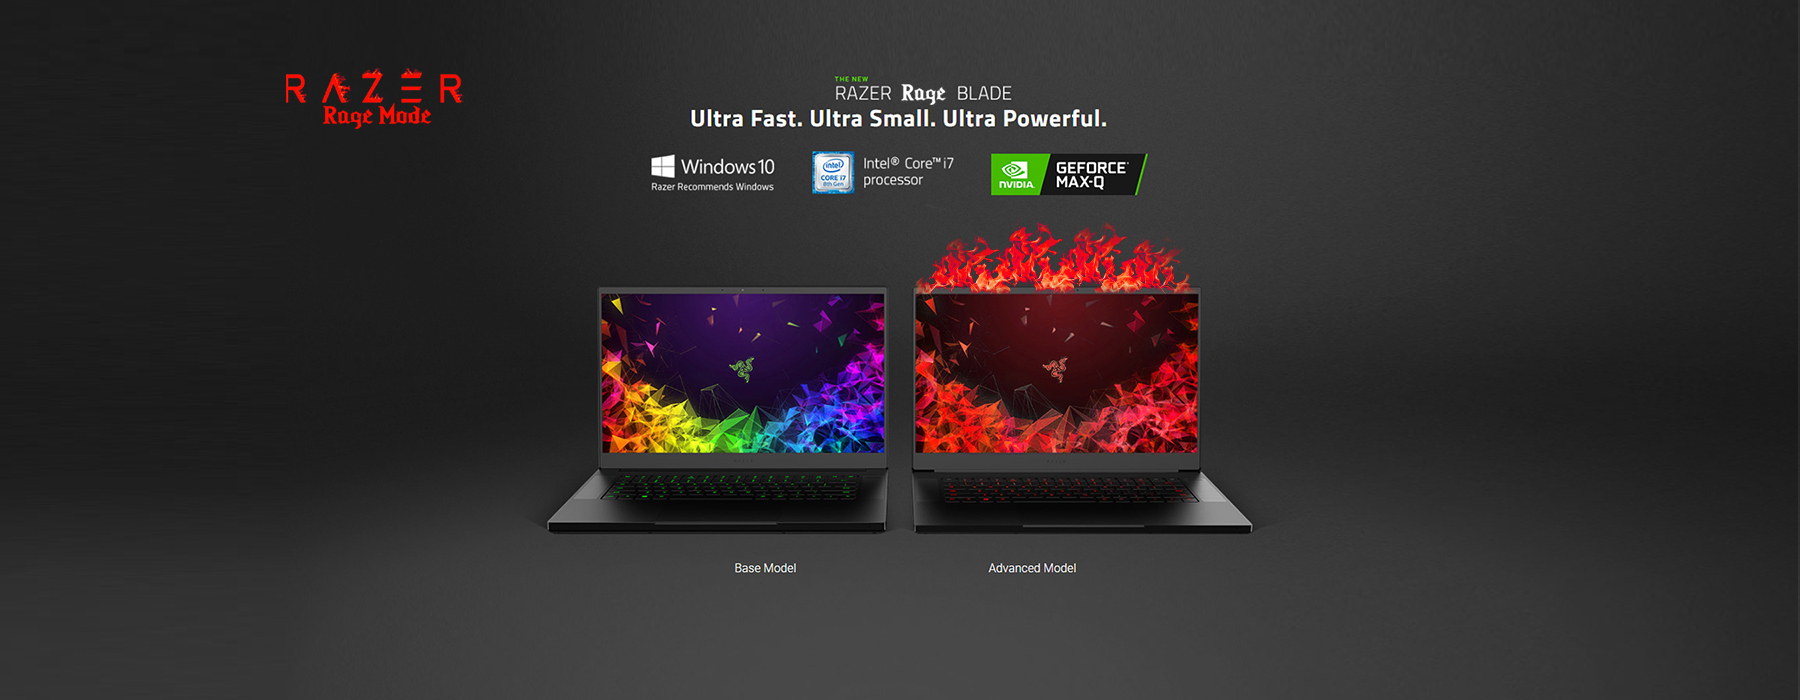 RAZER
Rage Mode
THE NEW
RAZER Rage BLADE
Ultra Fast. Ultra Small. Ultra Powerful.
Windows 10
Razer Recommends Windows
intel
CORE i7
8th Gen
Intel® Core™ i7
processor
NVIDIA.
GEFORCE®
MAX-Q
Base Model
Advanced Model